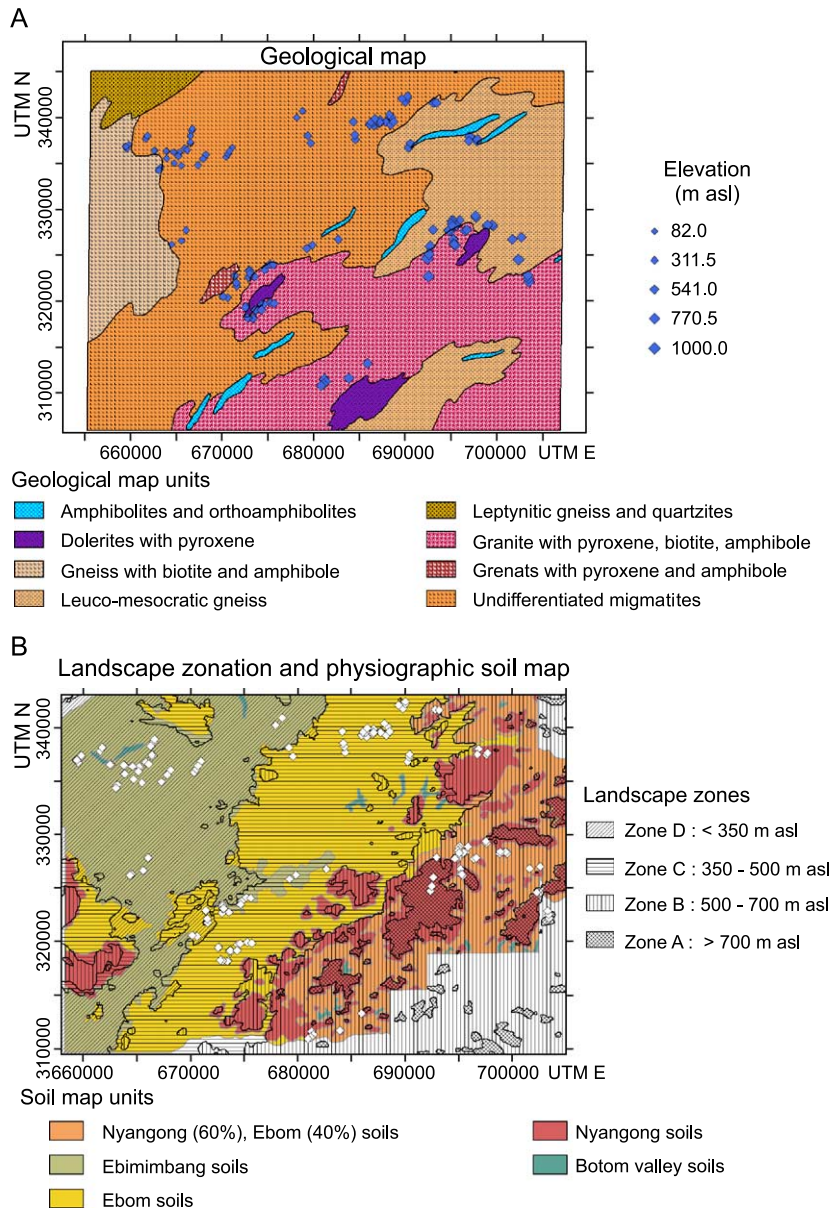 A
Geological map
UTM N
340000
330000
320000
310000
660000 670000 680000 690000 700000 UTM E
Elevation
(m asl)
82.0
311.5
541.0
770.5
1000.0
Geological map units
Amphibolites and orthoamphibolites
Dolerites with pyroxene
Gneiss with biotite and amphibole
Leuco-mesocratic gneiss
Leptynitic gneiss and quartzites
Granite with pyroxene, biotite, amphibole
Grenats with pyroxene and amphibole
Undifferentiated migmatites
B
Landscape zonation and physiographic soil map
UTM N
340000
330000
320000
310000
660000 670000 680000 690000 700000 UTM E
Landscape zones
Zone D : < 350 m asl
Zone C : 350 - 500 m asl
Zone B : 500 - 700 m asl
Zone A : > 700 m asl
Soil map units
Nyangong (60%), Ebom (40%) soils
Ebimimbang soils
Ebom soils
Nyangong soils
Botom valley soils